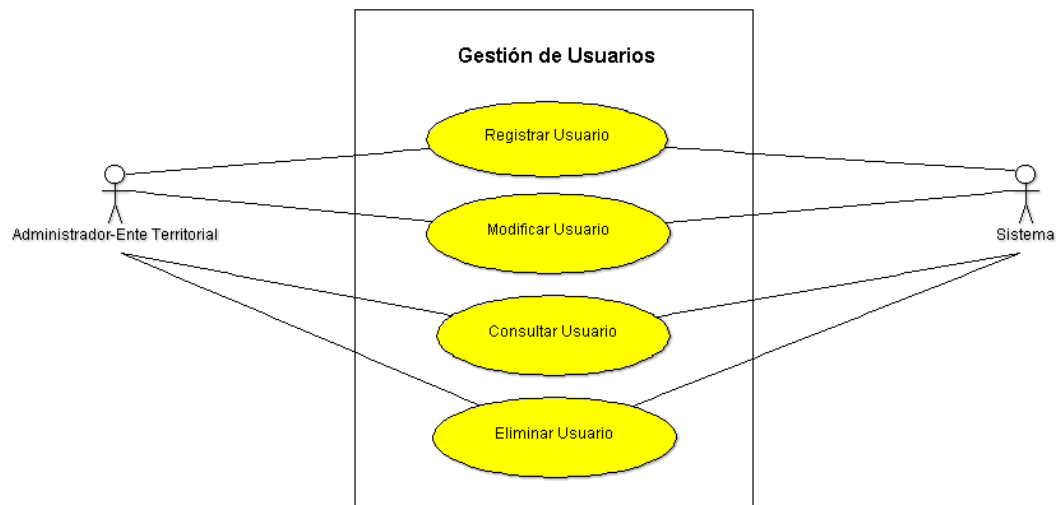 Gestión de Usuarios
Registrar Usuario
Modificar Usuario
Administrador-Ente Territorial
Sistema
Consultar Usuario
Eliminar Usuario